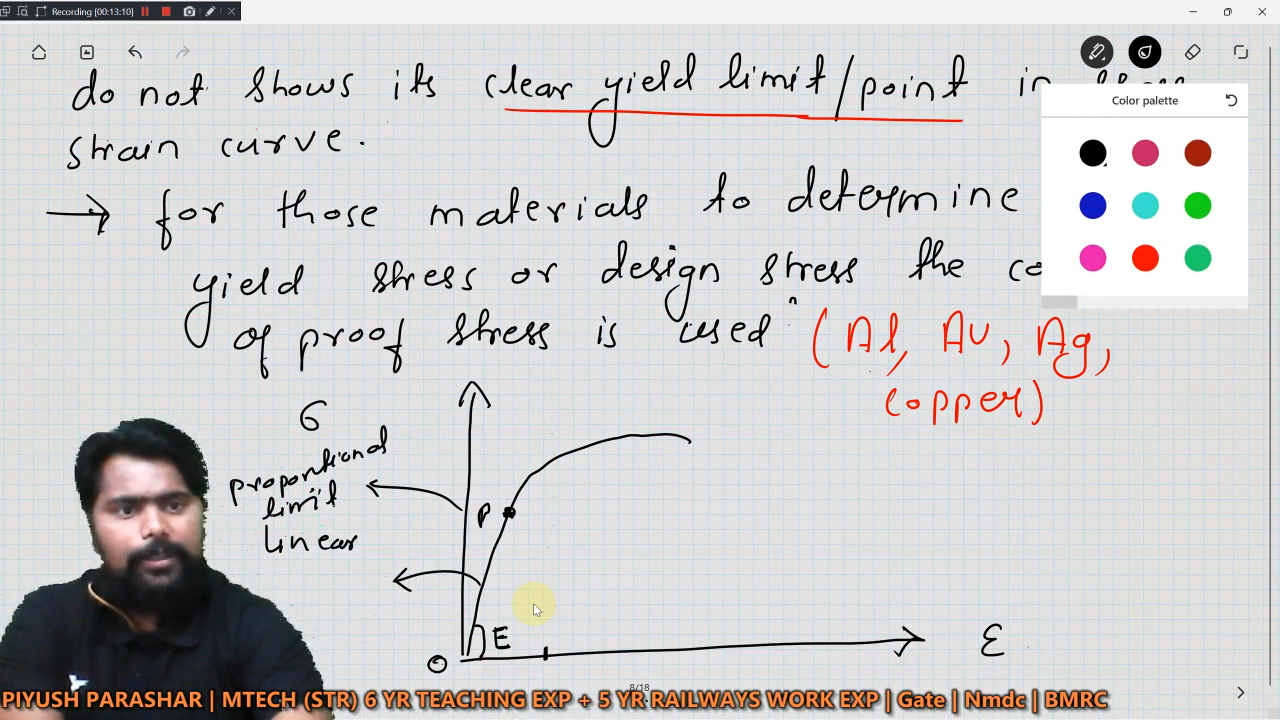 Recording [00:13:10]
do not shows its clear yield limit/point in
strain curve.
→ for those materials to determine
yield stress or design stress the
of proof stress is used (Al, Au, Ag,
copper)
Color palette
σ
proportional
limit
linear
P
E
O
ε
8/18
PIYUSH PARASHAR | MTECH (STR) 6 YR TEACHING EXP + 5 YR RAILWAYS WORK EXP | Gate | Nmdc | BMRC